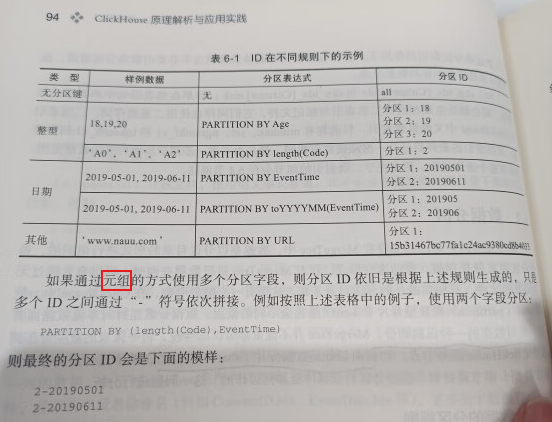 94 ClickHouse 原理解析与应用实践
表 6-1 ID 在不同规则下的示例
类 型 样例数据 分区表达式 分区 ID
无分区键 无 all
整型 18,19,20 PARTITION BY Age 分区 1：18
分区 2：19
分区 3：20
'A0'，'A1'，'A2' PARTITION BY length(Code) 分区 1：2
日期 2019-05-01, 2019-06-11 PARTITION BY EventTime 分区 1：20190501
分区 2：20190611
2019-05-01, 2019-06-11 PARTITION BY toYYYYMM(EventTime) 分区 1：201905
分区 2：201906
其他 'www.nauu.com' PARTITION BY URL 分区 1：
如果通过元组的方式使用多个分区字段，则分区 ID 依旧是根据上述规则生成的，只是
多个 ID 之间通过“-”符号依次拼接。例如按照上述表格中的例子，使用两个字段分区：
PARTITION BY (length(Code),EventTime)
则最终的分区 ID 会是下面的模样：
2-20190501
2-20190611